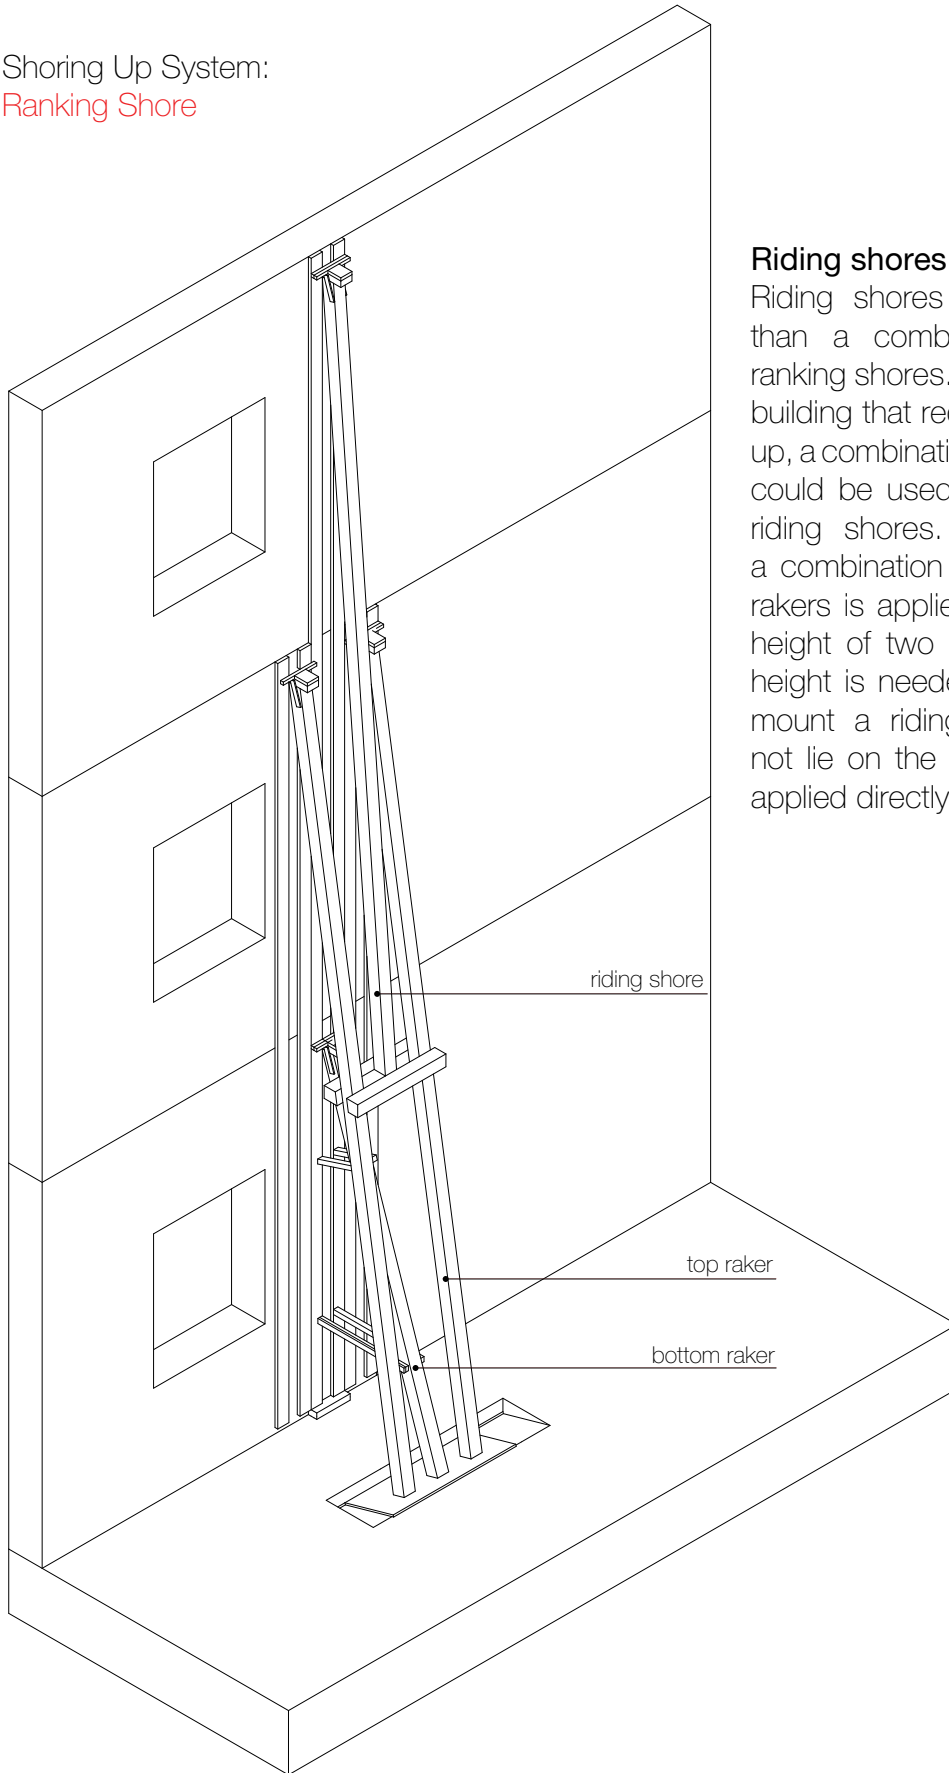 Shoring Up System:
Ranking Shore
Riding shores
Riding shores
than a comb
ranking shores.
building that re
up, a combinati
could be used
riding shores.
a combination
rakers is applie
height of two
height is neede
mount a riding
not lie on the
applied directly
riding shore
top raker
bottom raker